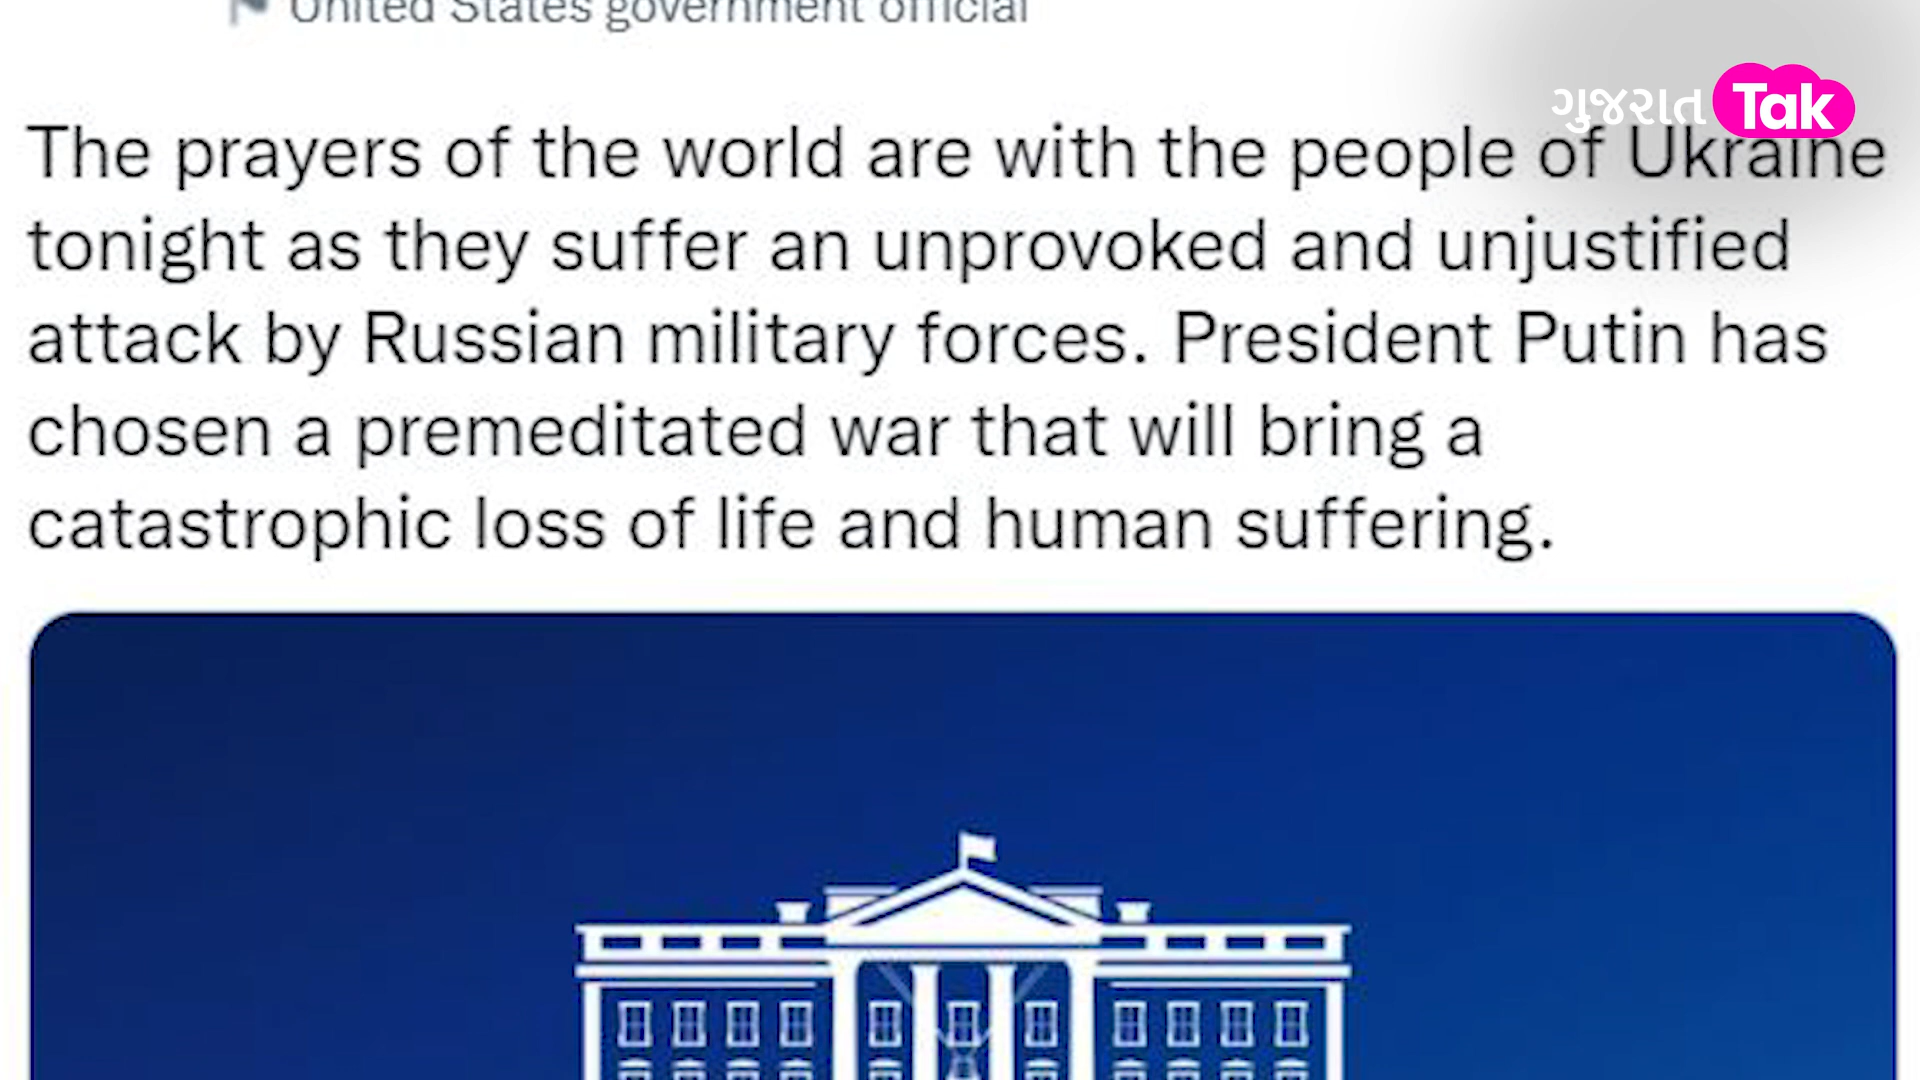 United States government official
ગુજરાત Tak
The prayers of the world are with the people of Ukraine
tonight as they suffer an unprovoked and unjustified
attack by Russian military forces. President Putin has
chosen a premeditated war that will bring a
catastrophic loss of life and human suffering.